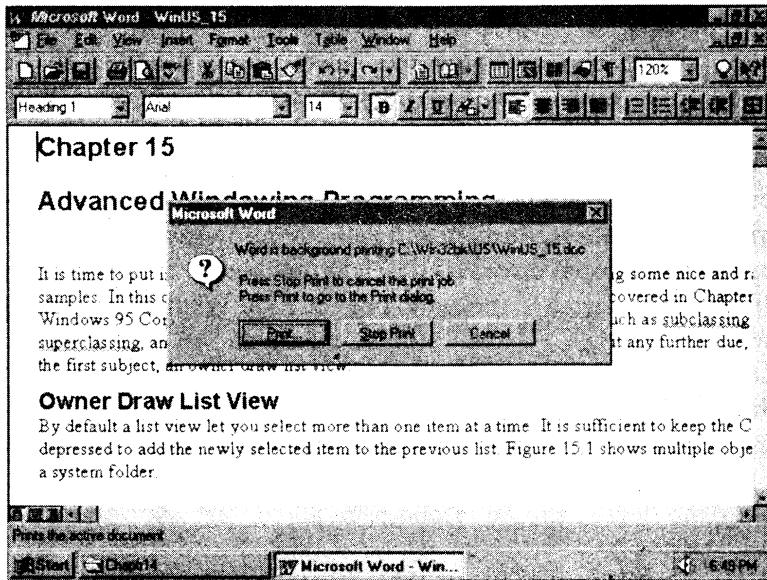 Microsoft Word - WinUS_15
File Edit View Insert Format Tools Table Window Help
120%
Heading 1 Arial 14 B I U
Chapter 15
Advanced Windowing Programming
Microsoft Word
Word is background printing C:\Win32bk\US\WinUS_15.doc
Press Stop Print to cancel the print job.
Press Print to go to the Print dialog.
Print... Stop Print Cancel
It is time to put i g some nice and r
samples. In this c overed in Chapter
Windows 95 Co uch as subclassing
superclassing, an t any further due,
the first subject, an owner draw list view
Owner Draw List View
By default a list view let you select more than one item at a time. It is sufficient to keep the C
depressed to add the newly selected item to the previous list. Figure 15.1 shows multiple obje
a system folder.
Prints the active document
Start Chapt14 Microsoft Word - Win... 6:45 PM